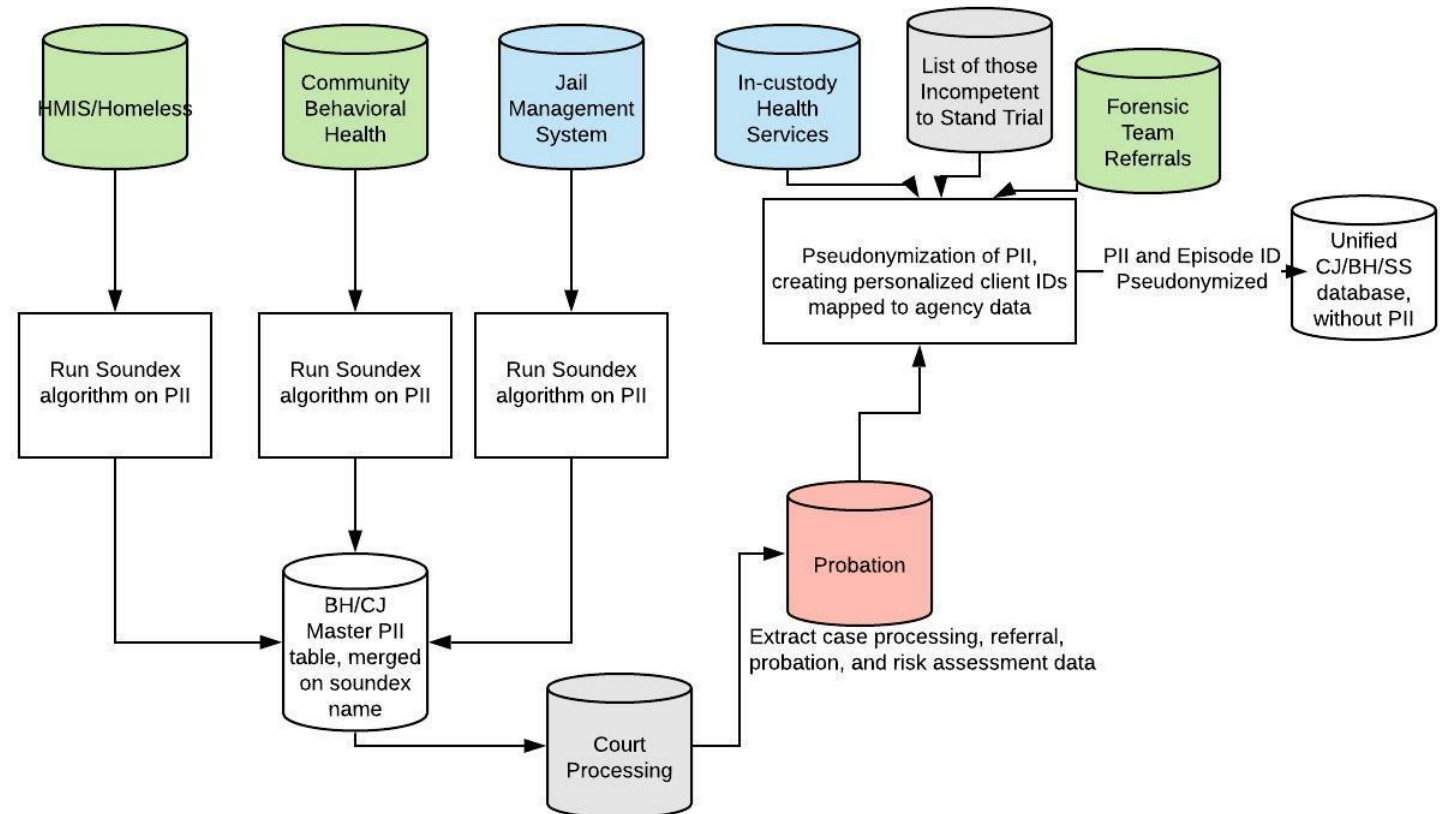 HMIS/Homeless
Community
Behavioral
Health
Jail
Management
System
In-custody
Health
Services
List of those
Incompetent
to Stand Trial
Forensic
Team
Referrals
Run Soundex
algorithm on PII
Run Soundex
algorithm on PII
Run Soundex
algorithm on PII
Pseudonymization of PII,
creating personalized client IDs
mapped to agency data
PII and Episode ID
Pseudonymized
Unified
CJ/BH/SS
database,
without PII
BH/CJ
Master PII
table, merged
on soundex
name
Court
Processing
Probation
Extract case processing, referral,
probation, and risk assessment data